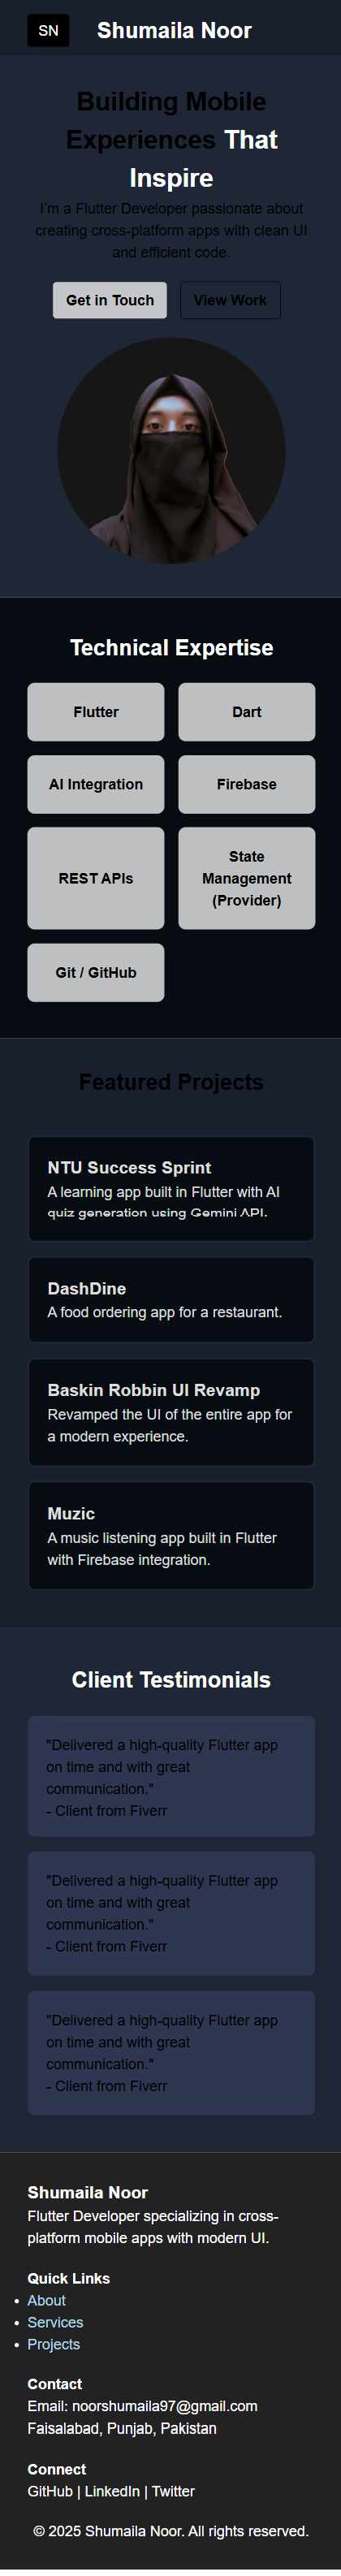 SN
Shumaila Noor
Building Mobile
Experiences That
Inspire
I'm a Flutter Developer passionate about
creating cross-platform apps with clean UI
and efficient code.
Get in Touch
View Work
Technical Expertise
Flutter
Dart
AI Integration
Firebase
REST APIs
State
Management
(Provider)
Git / GitHub
Featured Projects
NTU Success Sprint
A learning app built in Flutter with AI
quiz generation using Gemini API.
DashDine
A food ordering app for a restaurant.
Baskin Robbin UI Revamp
Revamped the UI of the entire app for
a modern experience.
Muzic
A music listening app built in Flutter
with Firebase integration.
Client Testimonials
"Delivered a high-quality Flutter app
on time and with great
communication."
- Client from Fiverr
"Delivered a high-quality Flutter app
on time and with great
communication."
- Client from Fiverr
"Delivered a high-quality Flutter app
on time and with great
communication."
- Client from Fiverr
Shumaila Noor
Flutter Developer specializing in cross-
platform mobile apps with modern UI.
Quick Links
• About
• Services
• Projects
Contact
Email: noorshumaila97@gmail.com
Faisalabad, Punjab, Pakistan
Connect
GitHub | LinkedIn | Twitter
© 2025 Shumaila Noor. All rights reserved.